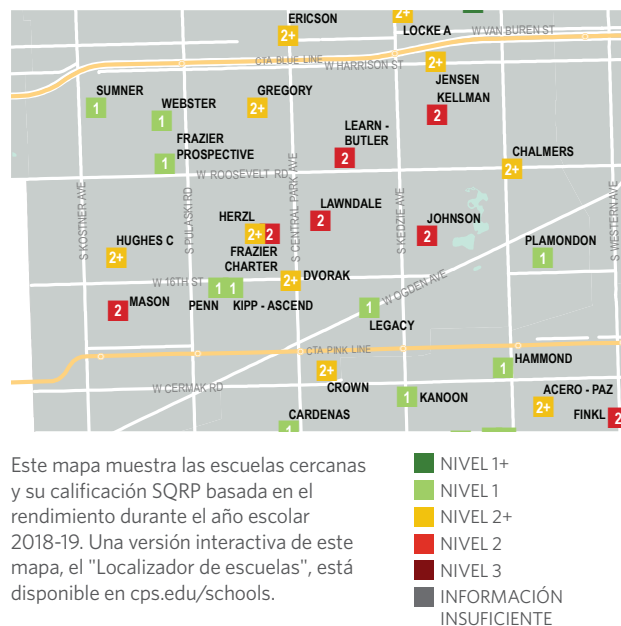 ERICSON
2+
2+
LOCKE A
W VAN BUREN ST
CTA BLUE LINE
W HARRISON ST
2+
JENSEN
SUMNER
1
WEBSTER
1
GREGORY
2+
KELLMAN
2
FRAZIER
PROSPECTIVE
1
LEARN -
BUTLER
2
CHALMERS
2+
W ROOSEVELT RD
S KOSTNER AVE
S PULASKI RD
S CENTRAL PARK AVE
S KEDZIE AVE
S WESTERN AVE
HERZL
2+
2
FRAZIER
CHARTER
LAWNDALE
2
JOHNSON
2
HUGHES C
2+
PLAMONDON
1
W 16TH ST
DVORAK
2+
W OGDEN AVE
MASON
2
1
1
PENN
KIPP - ASCEND
1
LEGACY
CTA PINK LINE
HAMMOND
1
W CERMAK RD
2+
CROWN
1
KANOON
ACERO - PAZ
2+
FINKL
2
CARDENAS
1
Este mapa muestra las escuelas cercanas
y su calificación SQRP basada en el
rendimiento durante el año escolar
2018-19. Una versión interactiva de este
mapa, el "Localizador de escuelas", está
disponible en cps.edu/schools.
NIVEL 1+
NIVEL 1
NIVEL 2+
NIVEL 2
NIVEL 3
INFORMACIÓN
INSUFICIENTE